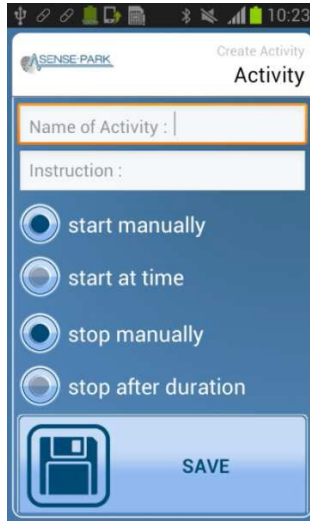 10:23
SENSE-PARK
Create Activity
Activity
Name of Activity :
Instruction :
start manually
start at time
stop manually
stop after duration
SAVE